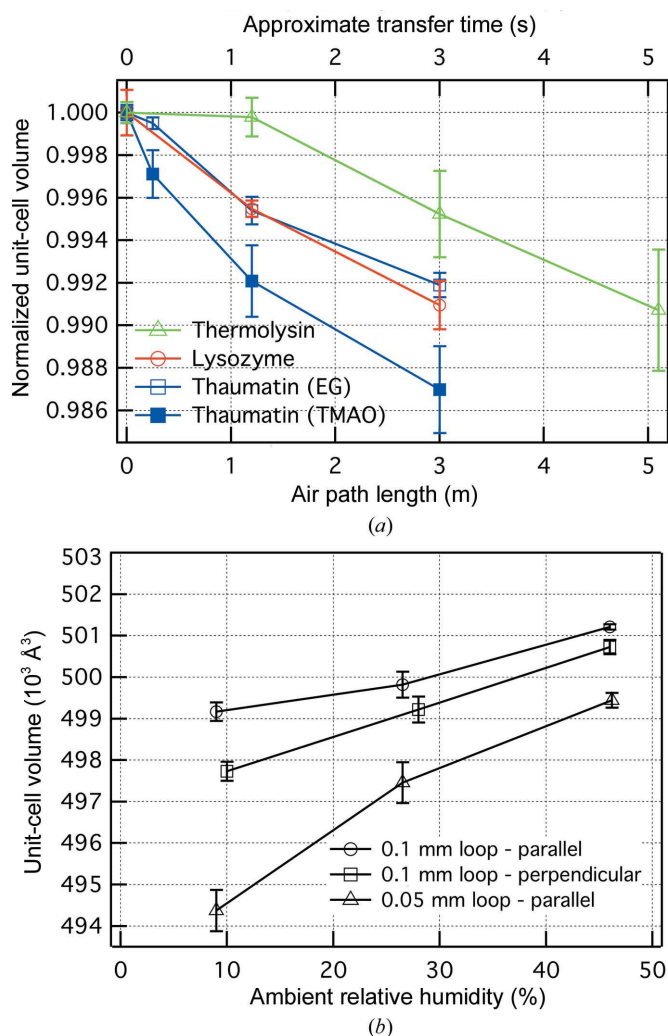 Approximate transfer time (s)
0 1 2 3 4 5
Normalized unit-cell volume
1.000
0.998
0.996
0.994
0.992
0.990
0.988
0.986
Thermolysin
Lysozyme
Thaumatin (EG)
Thaumatin (TMAO)
0 1 2 3 4 5
Air path length (m)
(a)
Unit-cell volume (10³ Å³)
503
502
501
500
499
498
497
496
495
494
0.1 mm loop - parallel
0.1 mm loop - perpendicular
0.05 mm loop - parallel
0 10 20 30 40 50
Ambient relative humidity (%)
(b)